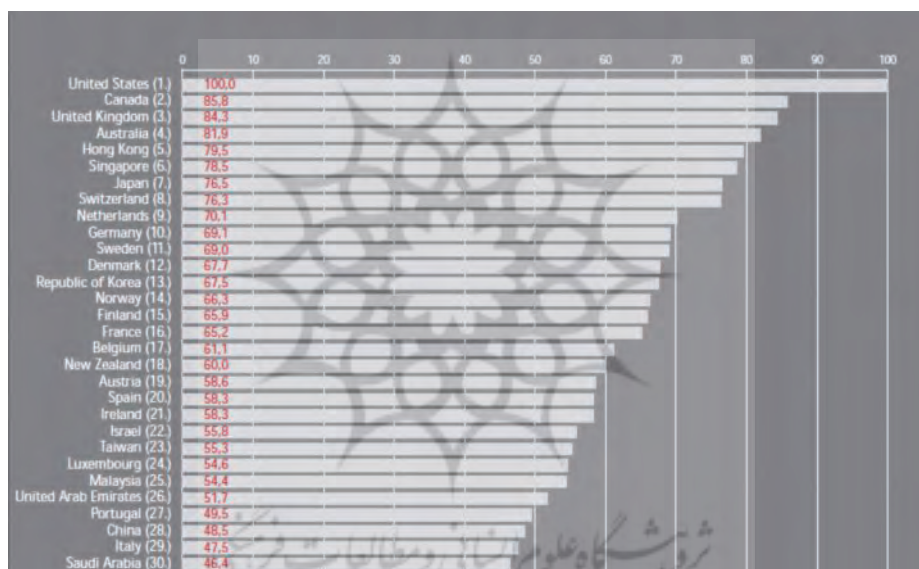 0 10 20 30 40 50 60 70 80 90 100
United States (1.) 100,0
Canada (2.) 85,8
United Kingdom (3.) 84,3
Australia (4.) 81,9
Hong Kong (5.) 79,5
Singapore (6.) 78,5
Japan (7.) 76,5
Switzerland (8.) 76,3
Netherlands (9.) 70,1
Germany (10.) 69,1
Sweden (11.) 69,0
Denmark (12.) 67,7
Republic of Korea (13.) 67,5
Norway (14.) 66,3
Finland (15.) 65,9
France (16.) 65,2
Belgium (17.) 61,1
New Zealand (18.) 60,0
Austria (19.) 58,6
Spain (20.) 58,3
Ireland (21.) 58,3
Israel (22.) 55,8
Taiwan (23.) 55,3
Luxembourg (24.) 54,6
Malaysia (25.) 54,4
United Arab Emirates (26.) 51,7
Portugal (27.) 49,5
China (28.) 48,5
Italy (29.) 47,5
Saudi Arabia (30.) 46,4
پژوهشگاه علوم انسانی و مطالعات فرهنگی